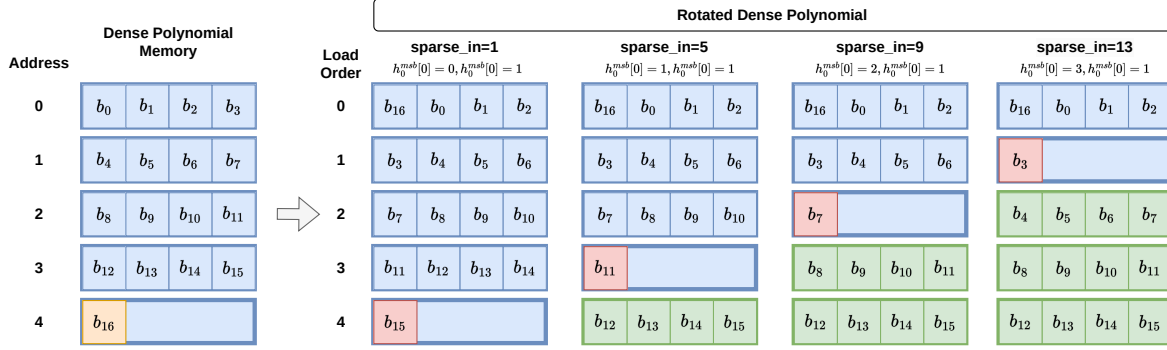 Rotated Dense Polynomial
Dense Polynomial
Memory
Address
Load
Order
sparse_in=1
h_0^{msb}[0] = 0, h_0^{msb}[0] = 1
sparse_in=5
h_0^{msb}[0] = 1, h_0^{msb}[0] = 1
sparse_in=9
h_0^{msb}[0] = 2, h_0^{msb}[0] = 1
sparse_in=13
h_0^{msb}[0] = 3, h_0^{msb}[0] = 1
0 b_0 b_1 b_2 b_3 0 b_16 b_0 b_1 b_2 b_16 b_0 b_1 b_2 b_16 b_0 b_1 b_2 b_16 b_0 b_1 b_2
1 b_4 b_5 b_6 b_7 1 b_3 b_4 b_5 b_6 b_3 b_4 b_5 b_6 b_3 b_4 b_5 b_6 b_3
2 b_8 b_9 b_10 b_11 2 b_7 b_8 b_9 b_10 b_7 b_8 b_9 b_10 b_7 b_4 b_5 b_6 b_7
3 b_12 b_13 b_14 b_15 3 b_11 b_12 b_13 b_14 b_11 b_8 b_9 b_10 b_11 b_8 b_9 b_10 b_11
4 b_16 4 b_15 b_12 b_13 b_14 b_15 b_12 b_13 b_14 b_15 b_12 b_13 b_14 b_15